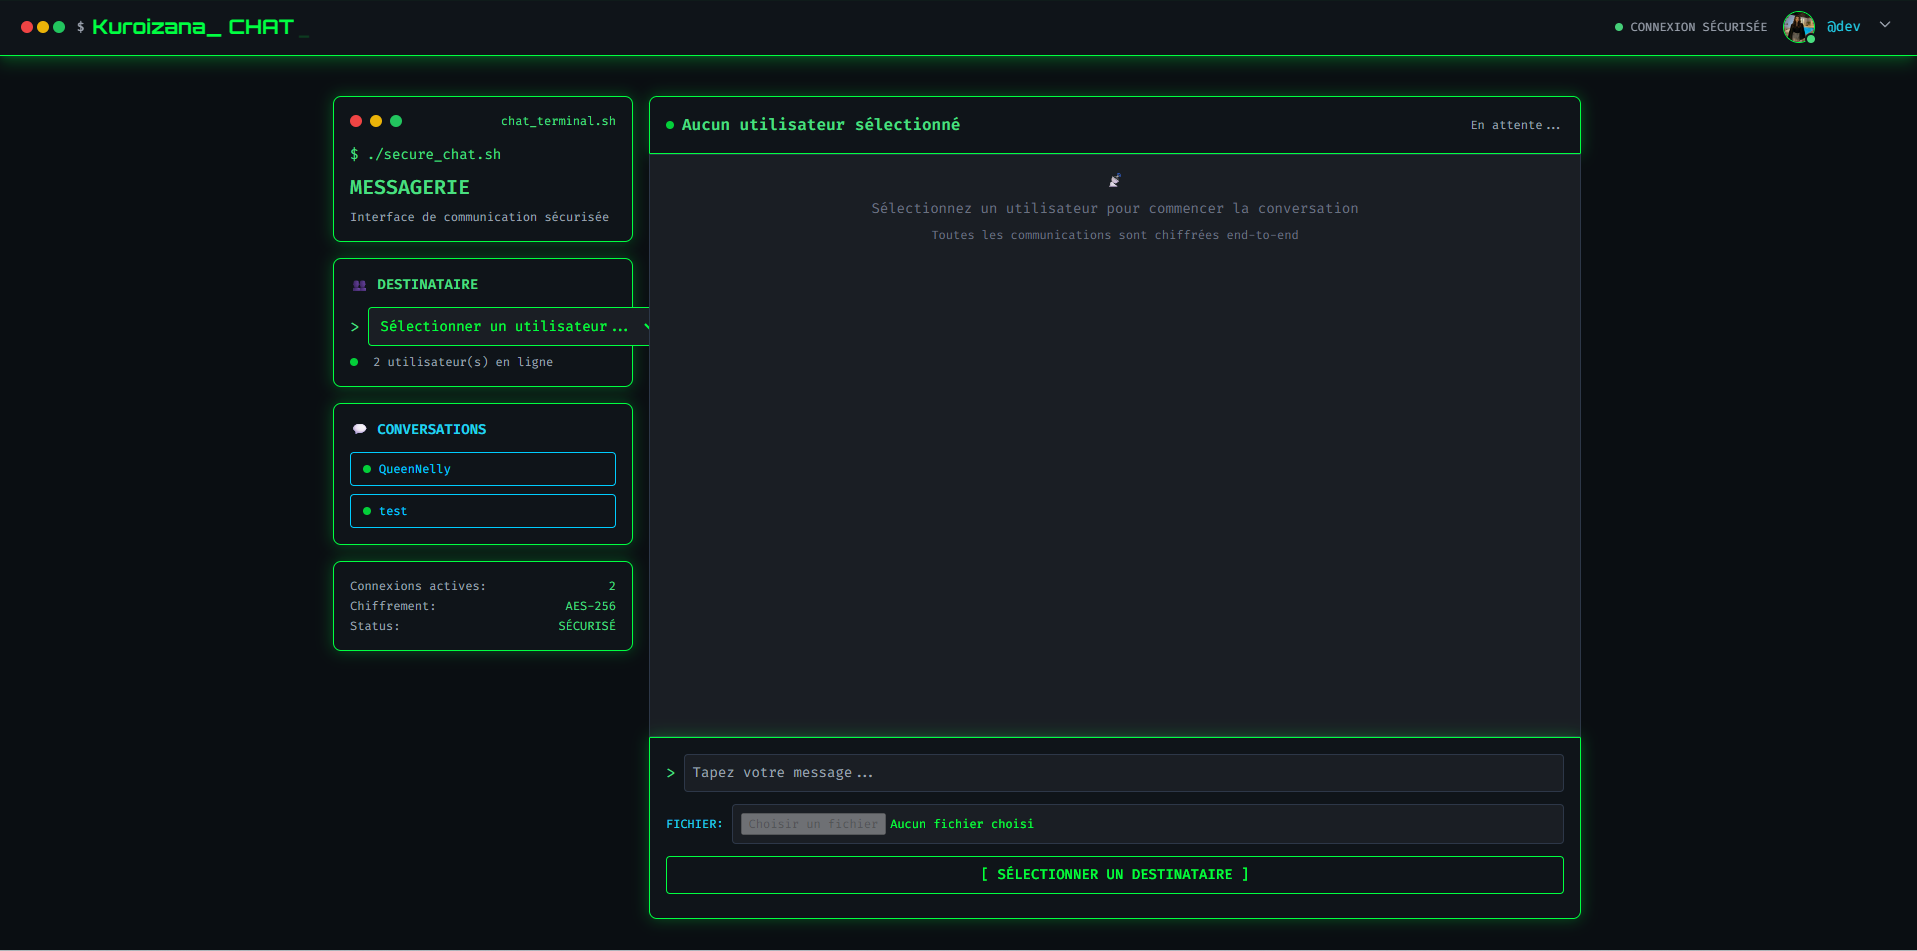 $ Kuroizana_ CHAT_
CONNEXION SÉCURISÉE
@dev
chat_terminal.sh
$ ./secure_chat.sh
MESSAGERIE
Interface de communication sécurisée
DESTINATAIRE
> Sélectionner un utilisateur...
2 utilisateur(s) en ligne
CONVERSATIONS
QueenNelly
test
Connexions actives: 2
Chiffrement: AES-256
Status: SÉCURISÉ
Aucun utilisateur sélectionné
En attente...
Sélectionnez un utilisateur pour commencer la conversation
Toutes les communications sont chiffrées end-to-end
> Tapez votre message...
FICHIER: Choisir un fichier Aucun fichier choisi
[ SÉLECTIONNER UN DESTINATAIRE ]